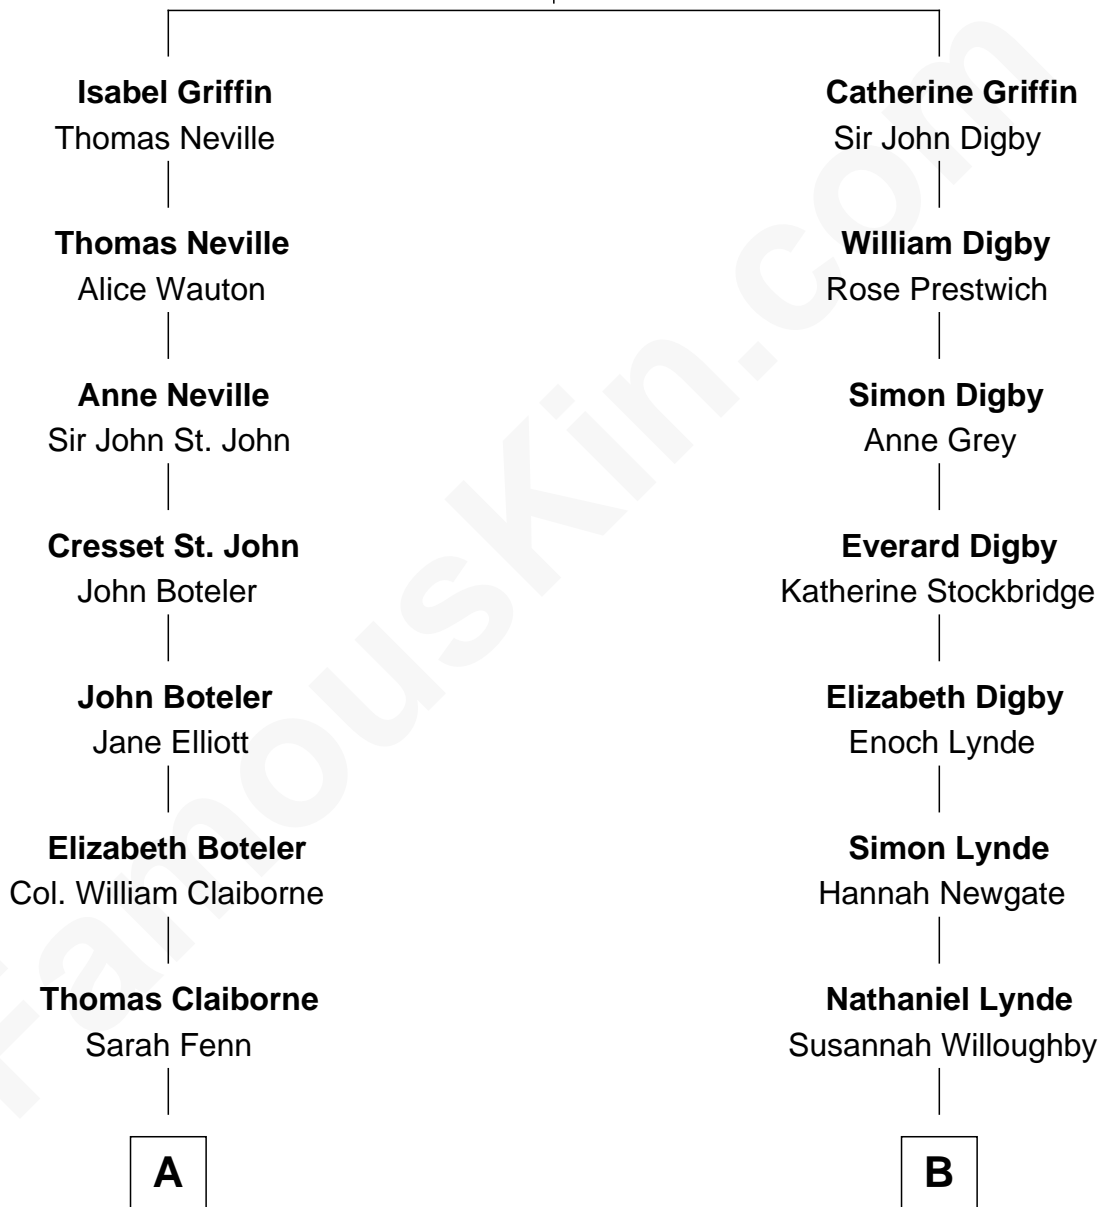 Isabel Griffin
Thomas Neville
Thomas Neville
Alice Wauton
Anne Neville
Sir John St. John
Cresset St. John
John Boteler
John Boteler
Jane Elliott
Elizabeth Boteler
Col. William Claiborne
Thomas Claiborne
Sarah Fenn
A
Catherine Griffin
Sir John Digby
William Digby
Rose Prestwich
Simon Digby
Anne Grey
Everard Digby
Katherine Stockbridge
Elizabeth Digby
Enoch Lynde
Simon Lynde
Hannah Newgate
Nathaniel Lynde
Susannah Willoughby
B
FamousKin.com